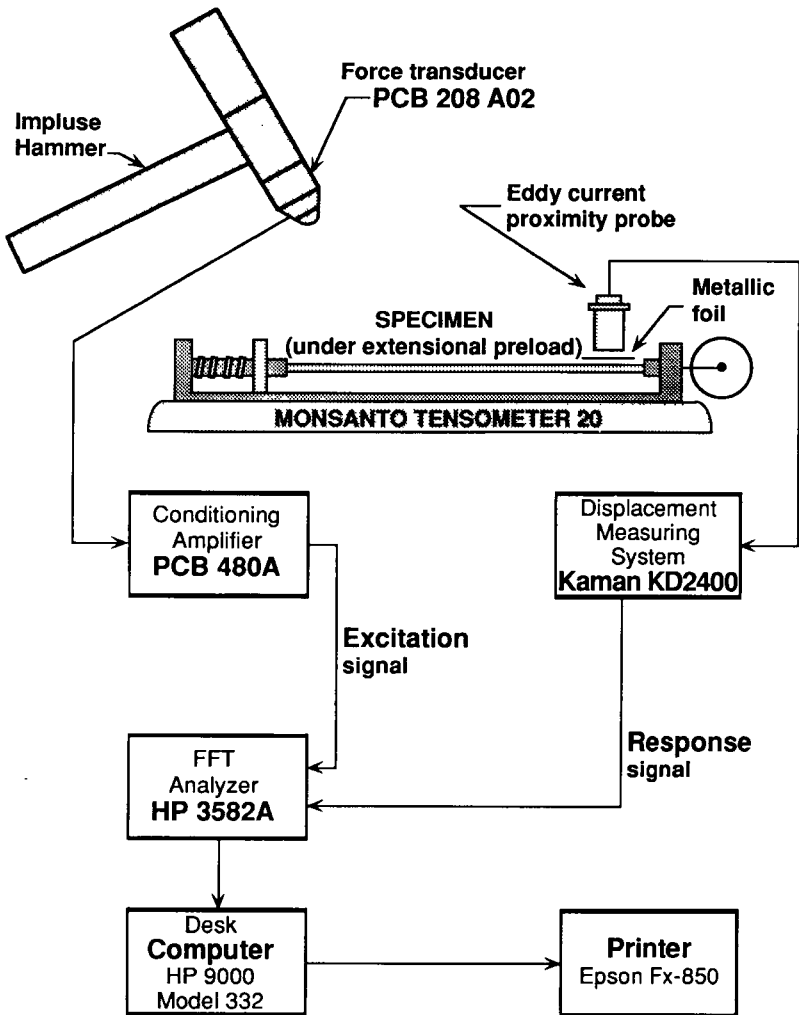 Force transducer
PCB 208 A02
Impluse
Hammer
Eddy current
proximity probe
Metallic
foil
SPECIMEN
(under extensional preload)
MONSANTO TENSOMETER 20
Conditioning
Amplifier
PCB 480A
Displacement
Measuring
System
Kaman KD2400
Excitation
signal
Response
signal
FFT
Analyzer
HP 3582A
Desk
Computer
HP 9000
Model 332
Printer
Epson Fx-850